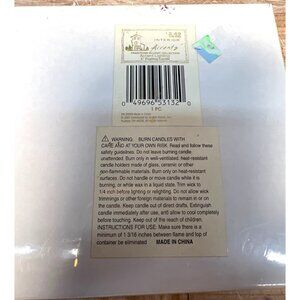 5.92
INTERIOR
Accents
0 49696 53132 0
1 PC.
⚠ WARNING: BURN CANDLES WITH
CARE AND AT YOUR OWN RISK. Read and follow these
safety guidelines. Do not leave burning candle
unattended. Burn only in well-ventilated. heat-resistant
candle holders made of glass, ceramic or other
non-flammable materials. Burn only on heat-resistant
surfaces. Do not handle or move candle while it is
burning, or while wax in a liquid state. Trim wick to
1/4 inch before lighting or relighting. Do not allow wick
trimmings or other foreign materials to remain in or on
the candle. Keep candle out of direct drafts. Extinguish
candle immediately after use, and allow to cool completely
before touching. Keep out of the reach of children.
INSTRUCTIONS FOR USE: Make sure there is a
minimum of 1 3/16 inches between flame and top of
container be eliminated MADE IN CHINA